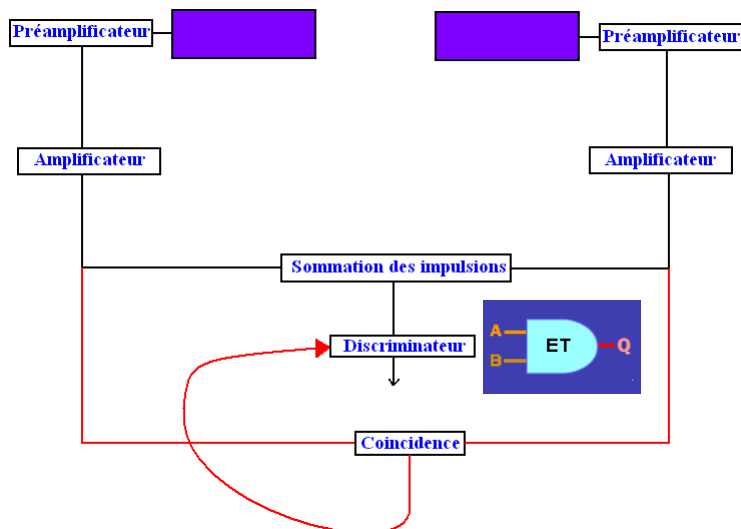 Préamplificateur
Préamplificateur
Amplificateur
Amplificateur
Sommation des impulsions
Discriminateur
A
ET
Q
B
Coincidence